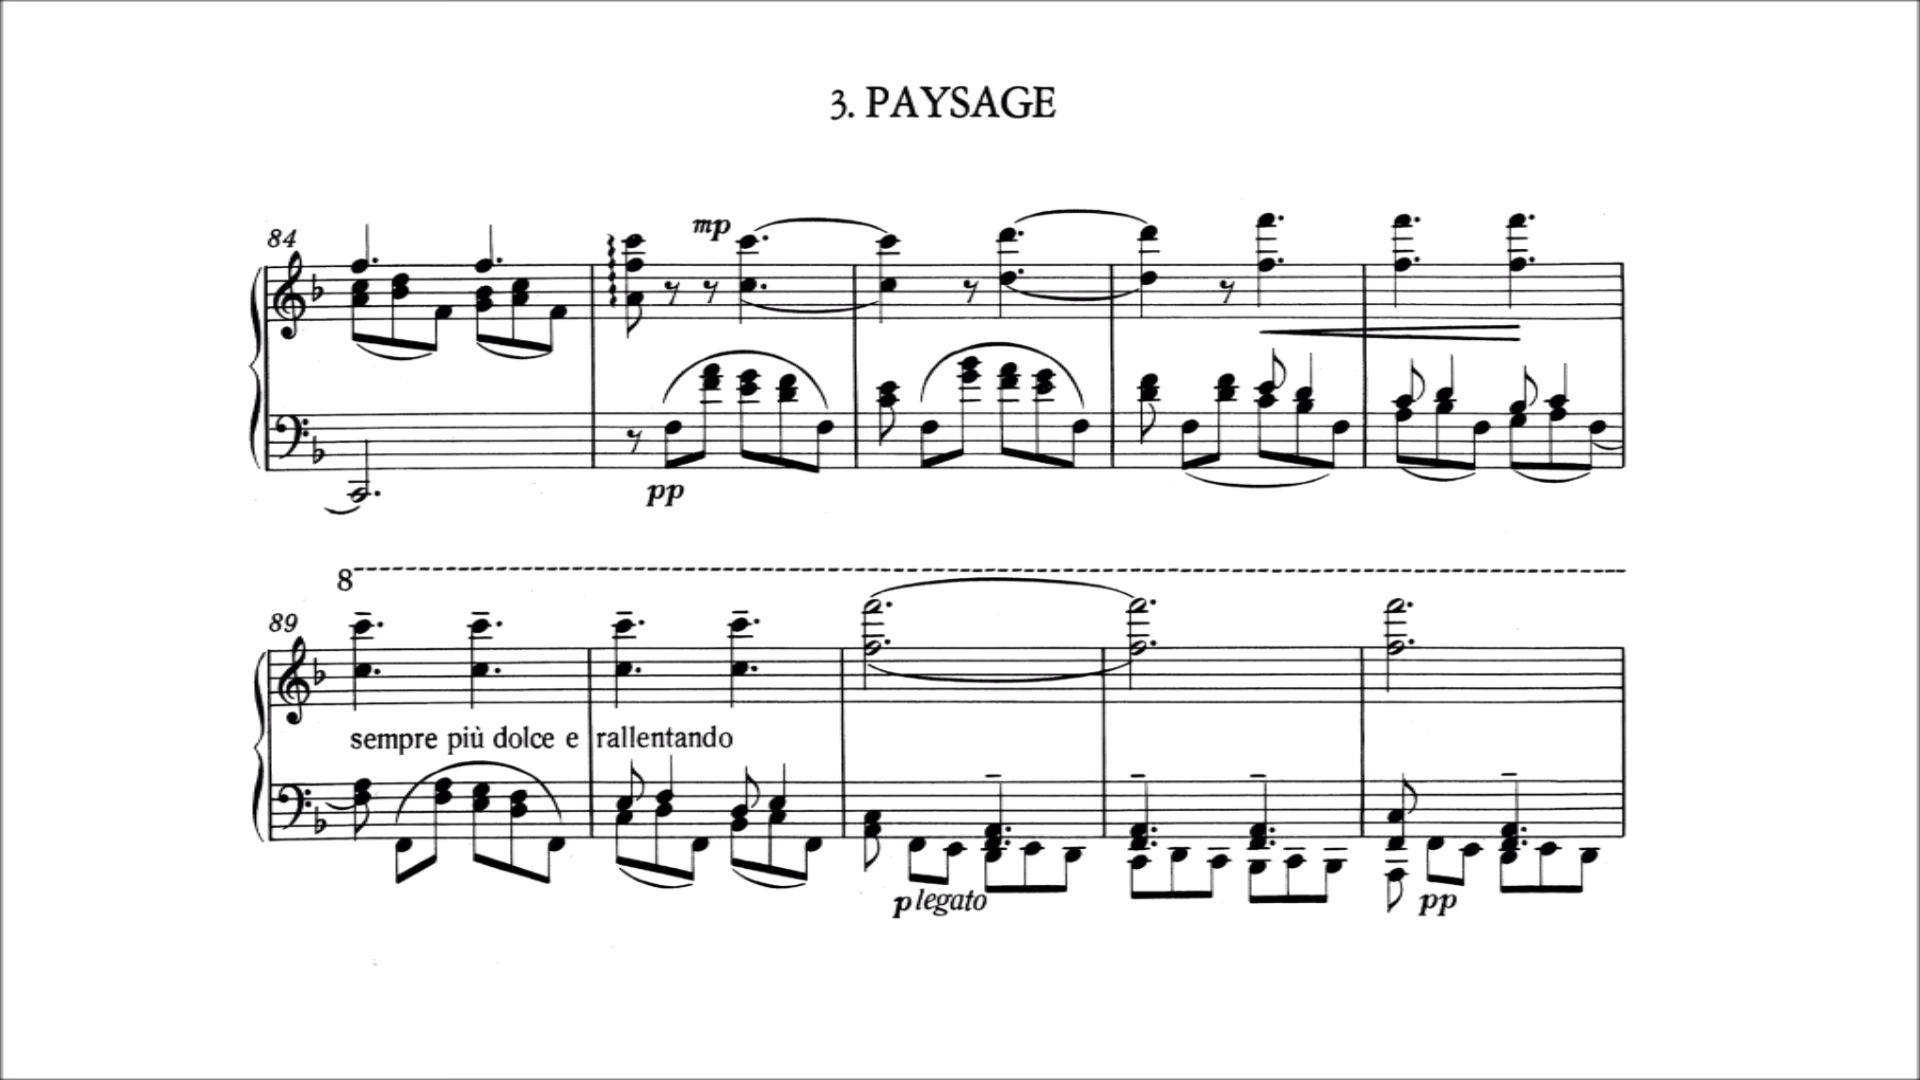 3. PAYSAGE
84
mp
pp
8
89
sempre più dolce e rallentando
p legato
pp